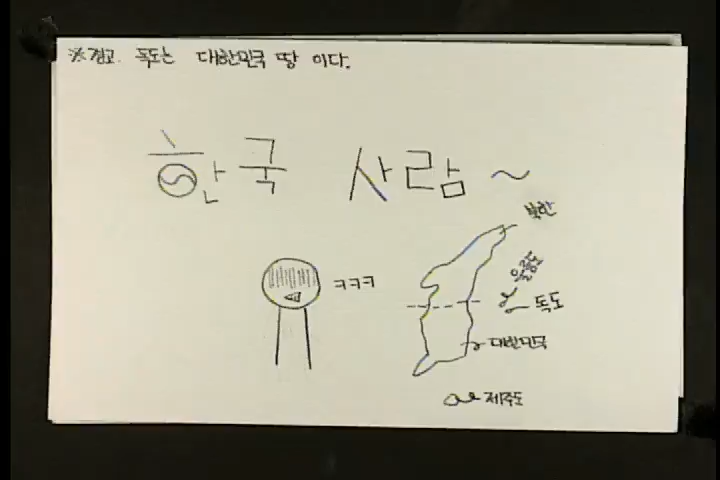 ※경고. 독도는 대한민국 땅 이다.
한국 사람~
북한
울릉도
ㅋㅋㅋ
독도
대한민국
제주도